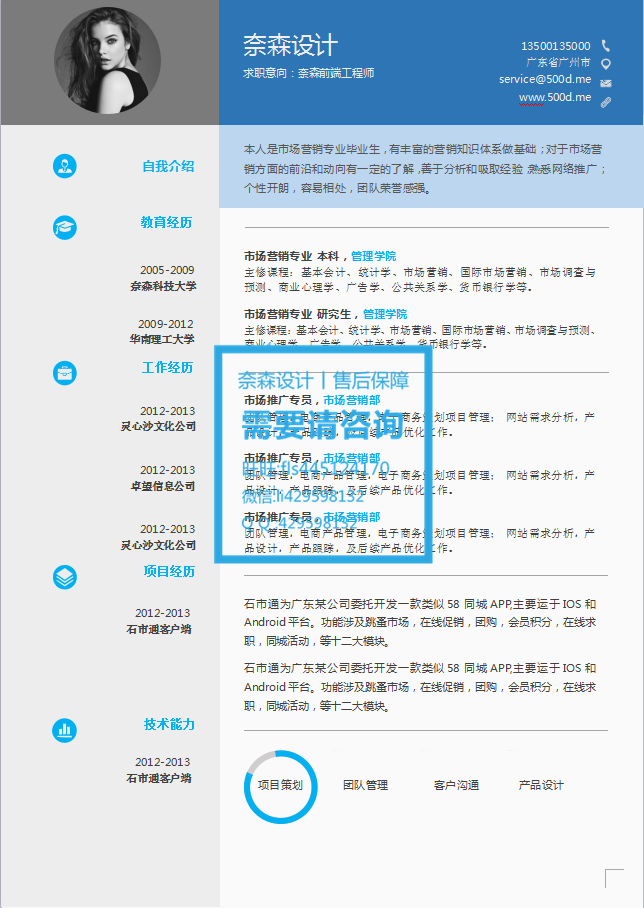 奈森设计
求职意向：奈森前端工程师
13500135000
广东省广州市
service@500d.me
www.500d.me
自我介绍
本人是市场营销专业毕业生，有丰富的营销知识体系做基础；对于市场营
销方面的前沿和动向有一定的了解，善于分析和吸取经验；熟悉网络推广；
个性开朗，容易相处，团队荣誉感强。
教育经历
2005-2009
奈森科技大学
市场营销专业 本科，管理学院
主修课程：基本会计、统计学、市场营销、国际市场营销、市场调查与
预测、商业心理学、广告学、公共关系学、货币银行学等。
2009-2012
华南理工大学
市场营销专业 研究生，管理学院
主修课程：基本会计、统计学、市场营销、国际市场营销、市场调查与预测、
商业心理学、广告学、公共关系学、货币银行学等。
工作经历
奈森设计丨售后保障
需要请咨询
旺旺:fls445124170
微信:li429598152
Q Q:429598152
2012-2013
灵心沙文化公司
市场推广专员，市场营销部
团队管理，电商产品管理，电子商务规划项目管理； 网站需求分析，产
品设计，产品跟踪，及后续产品优化工作。
2012-2013
卓望信息公司
市场推广专员，市场营销部
团队管理，电商产品管理，电子商务规划项目管理； 网站需求分析，产
品设计，产品跟踪，及后续产品优化工作。
2012-2013
灵心沙文化公司
市场推广专员，市场营销部
团队管理，电商产品管理，电子商务规划项目管理； 网站需求分析，产
品设计，产品跟踪，及后续产品优化工作。
项目经历
2012-2013
石市通客户端
石市通为广东某公司委托开发一款类似 58 同城 APP,主要运于 IOS 和
Android 平台。功能涉及跳蚤市场，在线促销，团购，会员积分，在线求
职，同城活动，等十二大模块。
石市通为广东某公司委托开发一款类似 58 同城 APP,主要运于 IOS 和
Android 平台。功能涉及跳蚤市场，在线促销，团购，会员积分，在线求
职，同城活动，等十二大模块。
技术能力
2012-2013
石市通客户端
项目策划
团队管理
客户沟通
产品设计